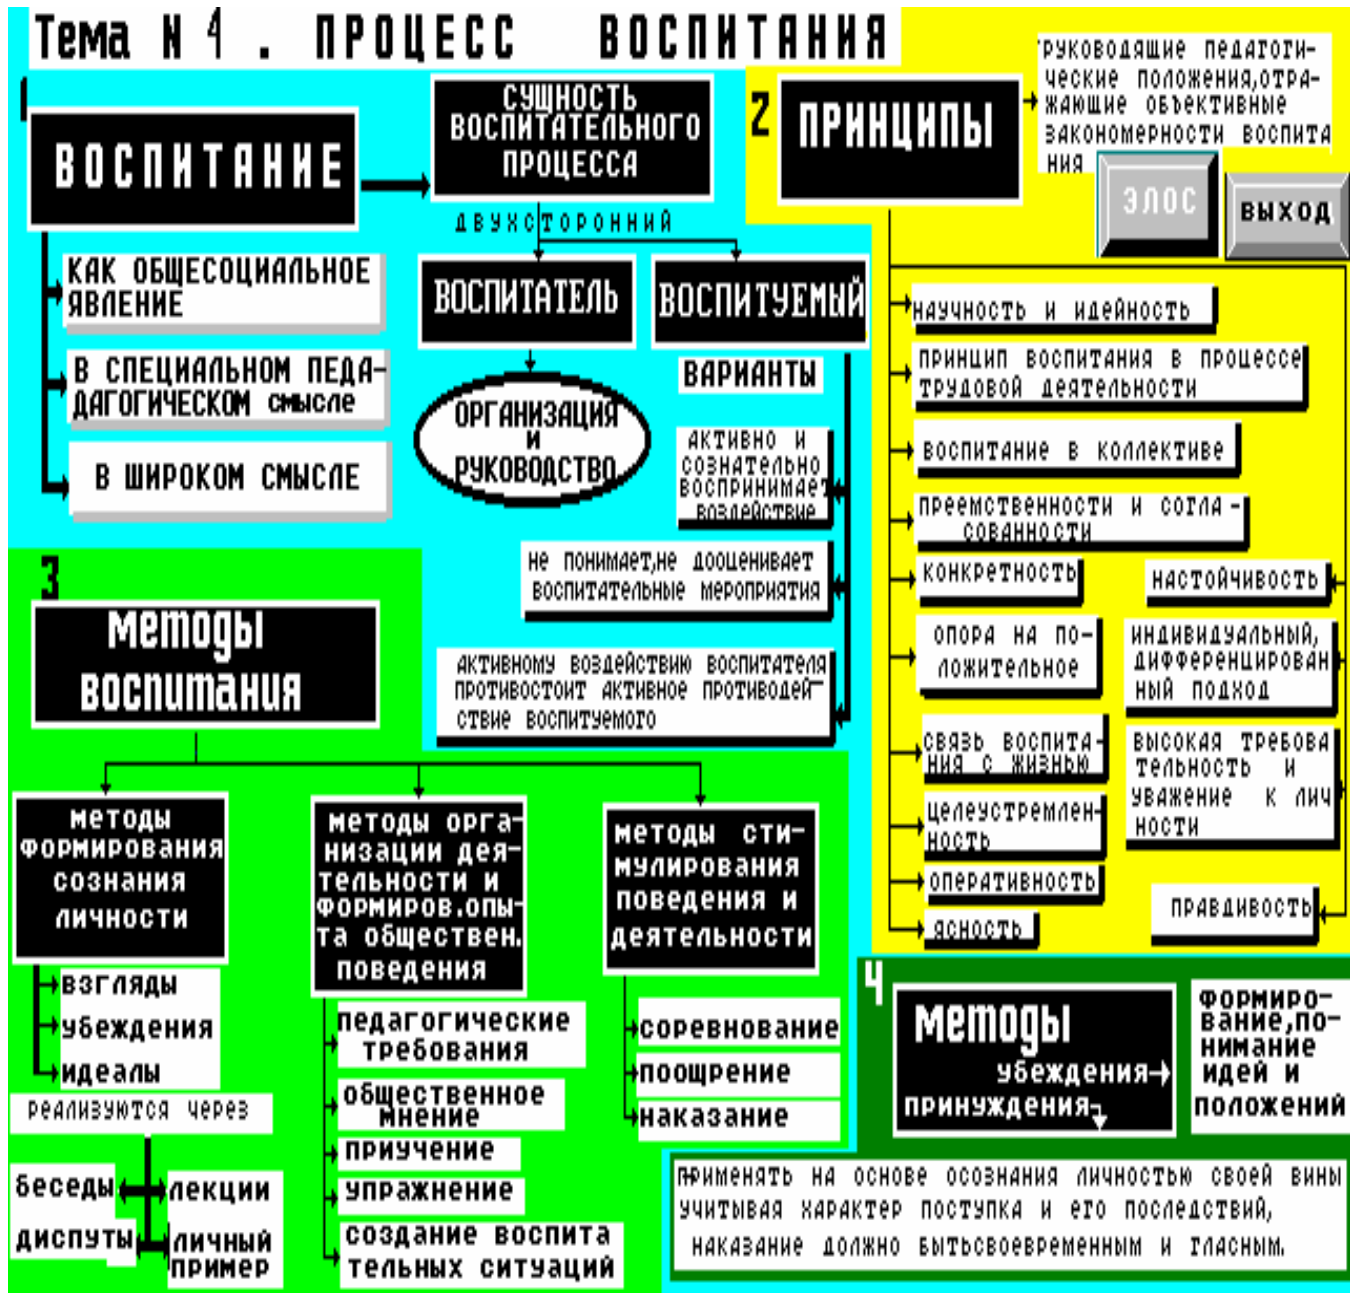 Тема N 4 . ПРОЦЕСС ВОСПИТАНИЯ
1
ВОСПИТАНИЕ
СУЩНОСТЬ
ВОСПИТАТЕЛЬНОГО
ПРОЦЕССА
ДВУХСТОРОННИЙ
КАК ОБЩЕСОЦИАЛЬНОЕ
ЯВЛЕНИЕ
В СПЕЦИАЛЬНОМ ПЕДА-
ДАГОГИЧЕСКОМ смысле
В ШИРОКОМ СМЫСЛЕ
ВОСПИТАТЕЛЬ
ВОСПИТУЕМЫЙ
ОРГАНИЗАЦИЯ
И
РУКОВОДСТВО
ВАРИАНТЫ
АКТИВНО И
СОЗНАТЕЛЬНО
ВОСПРИНИМАЕТ
ВОЗДЕЙСТВИЕ
НЕ ПОНИМАЕТ,НЕ ДООЦЕНИВАЕТ
ВОСПИТАТЕЛЬНЫЕ МЕРОПРИЯТИЯ
АКТИВНОМУ ВОЗДЕЙСТВИЮ ВОСПИТАТЕЛЯ
ПРОТИВОСТОИТ АКТИВНОЕ ПРОТИВОДЕЙ-
СТВИЕ ВОСПИТУЕМОГО
2
ПРИНЦИПЫ
РУКОВОДЯЩИЕ ПЕДАГОГИ-
ЧЕСКИЕ ПОЛОЖЕНИЯ,ОТРА-
ЖАЮЩИЕ ОБЪЕКТИВНЫЕ
ЗАКОНОМЕРНОСТИ ВОСПИТА
НИЯ
ЭЛОС
ВЫХОД
НАУЧНОСТЬ И ИДЕЙНОСТЬ
ПРИНЦИП ВОСПИТАНИЯ В ПРОЦЕССЕ
ТРУДОВОЙ ДЕЯТЕЛЬНОСТИ
ВОСПИТАНИЕ В КОЛЛЕКТИВЕ
ПРЕЕМСТВЕННОСТИ И СОГЛА-
СОВАННОСТИ
КОНКРЕТНОСТЬ
НАСТОЙЧИВОСТЬ
ОПОРА НА ПО-
ЛОЖИТЕЛЬНОЕ
ИНДИВИДУАЛЬНЫЙ,
ДИФФЕРЕНЦИРОВАН
НЫЙ ПОДХОД
СВЯЗЬ ВОСПИТА-
НИЯ С ЖИЗНЬЮ
ВЫСОКАЯ ТРЕБОВА
ТЕЛЬНОСТЬ И
УВАЖЕНИЕ К ЛИЧ
НОСТИ
ЦЕЛЕУСТРЕМЛЕН-
НОСТЬ
ОПЕРАТИВНОСТЬ
ПРАВДИВОСТЬ
ЯСНОСТЬ
3
методы
воспитания
методы
формирования
сознания
личности
взгляды
убеждения
идеалы
РЕАЛИЗУЮТСЯ ЧЕРЕЗ
беседы
лекции
диспуты
личный
пример
методы орга-
низации дея-
тельности и
формиров.опы-
та обществен.
поведения
педагогические
требования
общественное
мнение
приучение
упражнение
создание воспита
тельных ситуаций
методы сти-
мулирования
поведения и
деятельности
соревнование
поощрение
наказание
4
методы
убеждения
принуждения
формиро-
вание,по-
нимание
идей и
положений
ПРИМЕНЯТЬ НА ОСНОВЕ ОСОЗНАНИЯ ЛИЧНОСТЬЮ СВОЕЙ ВИНЫ
УЧИТЫВАЯ ХАРАКТЕР ПОСТУПКА И ЕГО ПОСЛЕДСТВИЙ,
НАКАЗАНИЕ ДОЛЖНО БЫТЬСВОЕВРЕМЕННЫМ И ГЛАСНЫМ.